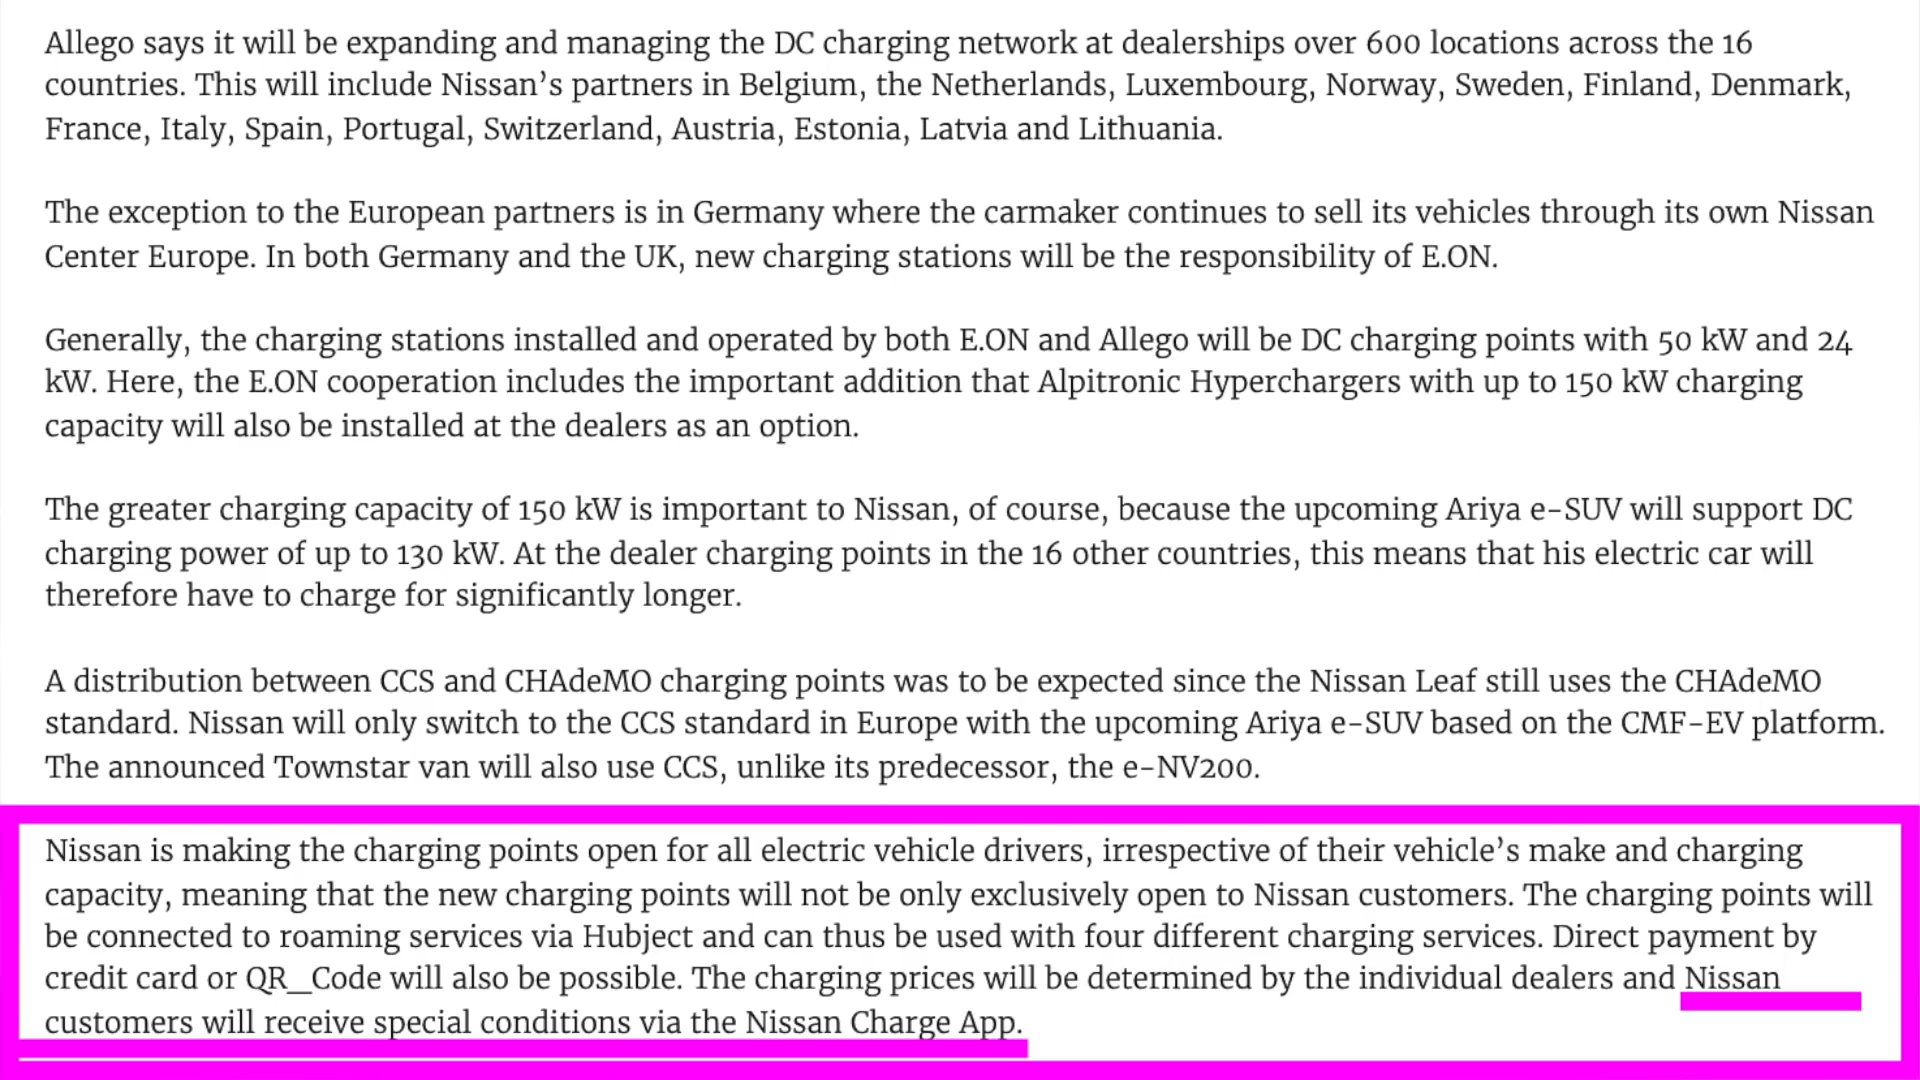 Allego says it will be expanding and managing the DC charging network at dealerships over 600 locations across the 16
countries. This will include Nissan’s partners in Belgium, the Netherlands, Luxembourg, Norway, Sweden, Finland, Denmark,
France, Italy, Spain, Portugal, Switzerland, Austria, Estonia, Latvia and Lithuania.
The exception to the European partners is in Germany where the carmaker continues to sell its vehicles through its own Nissan
Center Europe. In both Germany and the UK, new charging stations will be the responsibility of E.ON.
Generally, the charging stations installed and operated by both E.ON and Allego will be DC charging points with 50 kW and 24
kW. Here, the E.ON cooperation includes the important addition that Alpitronic Hyperchargers with up to 150 kW charging
capacity will also be installed at the dealers as an option.
The greater charging capacity of 150 kW is important to Nissan, of course, because the upcoming Ariya e-SUV will support DC
charging power of up to 130 kW. At the dealer charging points in the 16 other countries, this means that his electric car will
therefore have to charge for significantly longer.
A distribution between CCS and CHAdeMO charging points was to be expected since the Nissan Leaf still uses the CHAdeMO
standard. Nissan will only switch to the CCS standard in Europe with the upcoming Ariya e-SUV based on the CMF-EV platform.
The announced Townstar van will also use CCS, unlike its predecessor, the e-NV200.
Nissan is making the charging points open for all electric vehicle drivers, irrespective of their vehicle’s make and charging
capacity, meaning that the new charging points will not be only exclusively open to Nissan customers. The charging points will
be connected to roaming services via Hubject and can thus be used with four different charging services. Direct payment by
credit card or QR_Code will also be possible. The charging prices will be determined by the individual dealers and Nissan
customers will receive special conditions via the Nissan Charge App.